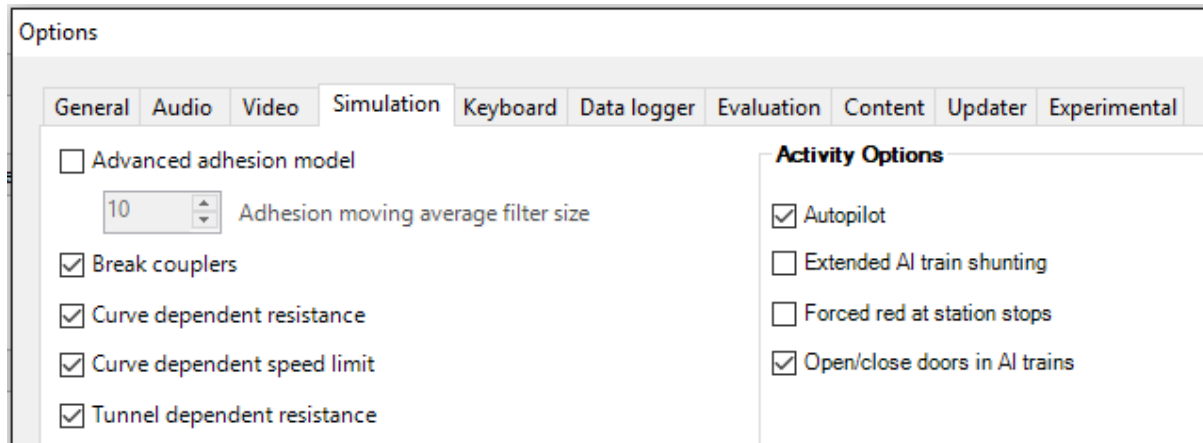 Options
General Audio Video Simulation Keyboard Data logger Evaluation Content Updater Experimental
Advanced adhesion model
10 Adhesion moving average filter size
Break couplers
Curve dependent resistance
Curve dependent speed limit
Tunnel dependent resistance
Activity Options
Autopilot
Extended AI train shunting
Forced red at station stops
Open/close doors in AI trains